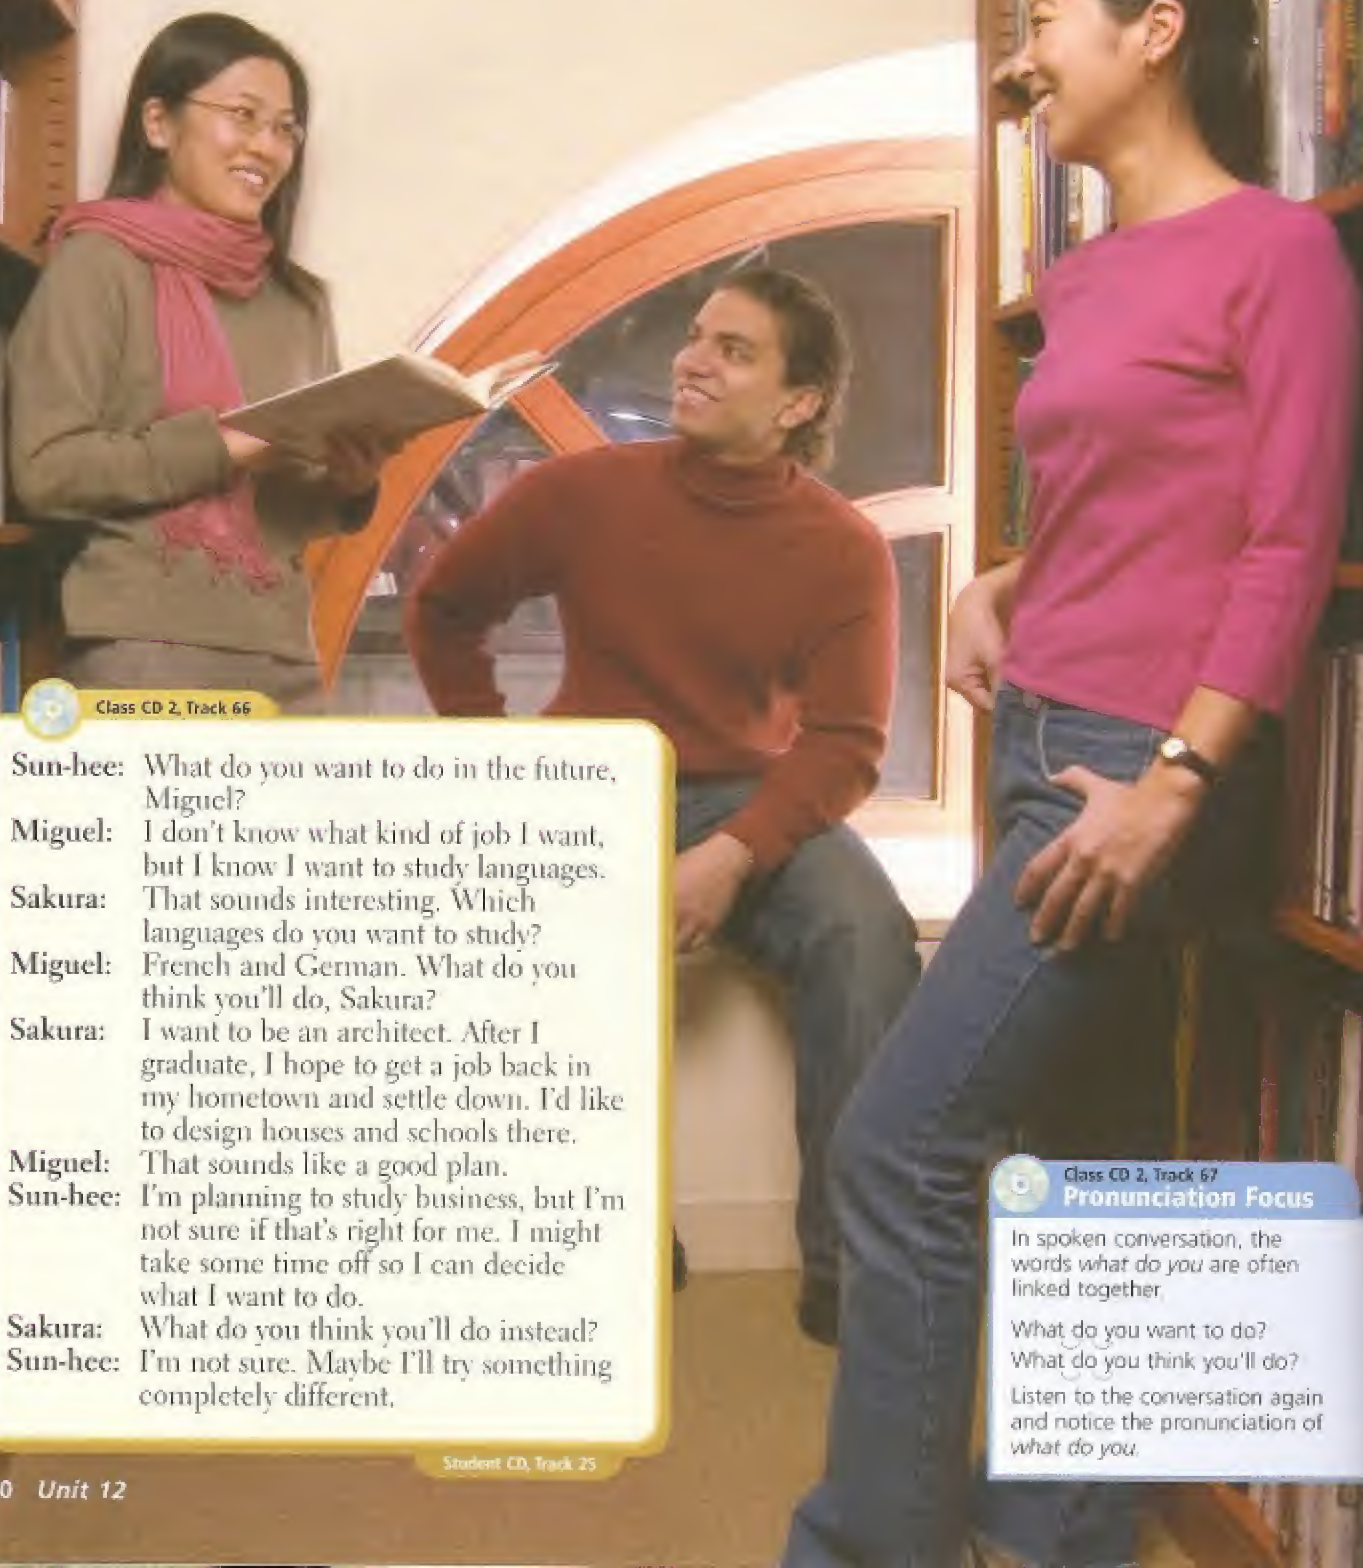 Class CD 2, Track 66
Sun-hee: What do you want to do in the future,
Miguel?
Miguel: I don't know what kind of job I want,
but I know I want to study languages.
Sakura: That sounds interesting. Which
languages do you want to study?
Miguel: French and German. What do you
think you'll do, Sakura?
Sakura: I want to be an architect. After I
graduate, I hope to get a job back in
my hometown and settle down. I'd like
to design houses and schools there.
Miguel: That sounds like a good plan.
Sun-hee: I'm planning to study business, but I'm
not sure if that's right for me. I might
take some time off so I can decide
what I want to do.
Sakura: What do you think you'll do instead?
Sun-hee: I'm not sure. Maybe I'll try something
completely different.
Student CD, Track 25
0 Unit 12
Class CD 2, Track 67
Pronunciation Focus
In spoken conversation, the
words what do you are often
linked together.
What do you want to do?
What do you think you'll do?
Listen to the conversation again
and notice the pronunciation of
what do you.